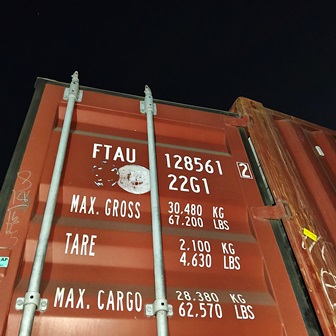 FTAU 128561 2
22G1
MAX. GROSS 30.480 KG
67.200 LBS
TARE 2.100 KG
4.630 LBS
MAX. CARGO 28.380 KG
62.570 LBS